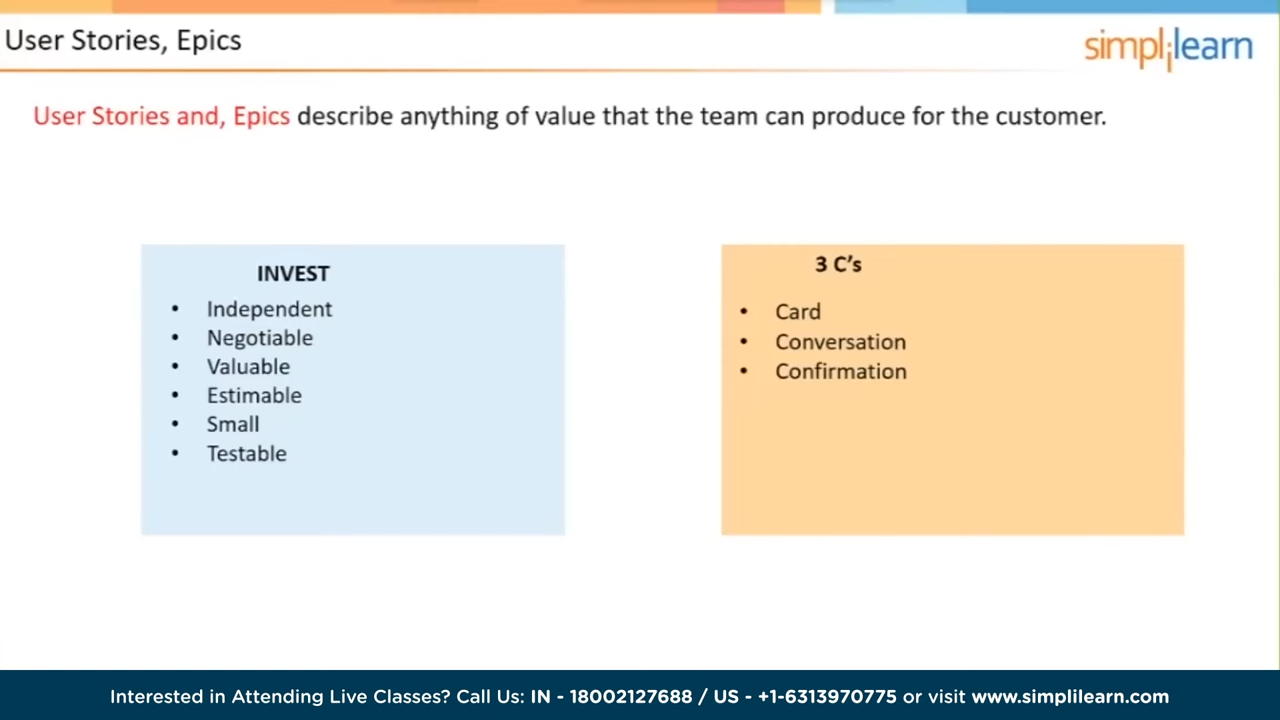 User Stories, Epics
simplilearn
User Stories and, Epics describe anything of value that the team can produce for the customer.
INVEST
• Independent
• Negotiable
• Valuable
• Estimable
• Small
• Testable
3 C’s
• Card
• Conversation
• Confirmation
Interested in Attending Live Classes? Call Us: IN - 18002127688 / US - +1-6313970775 or visit www.simplilearn.com